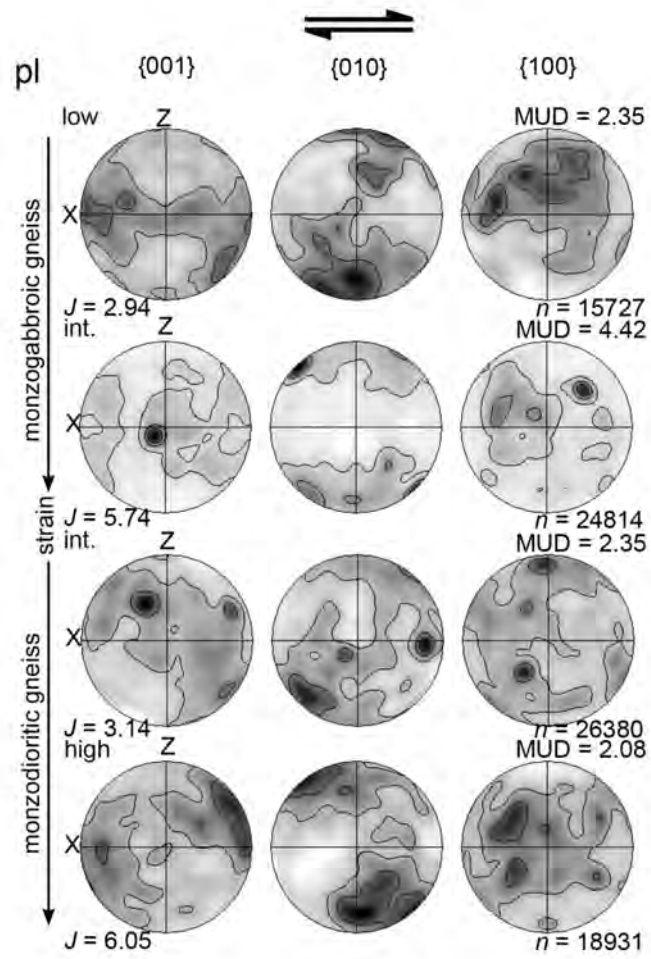 {001} {010} {100}
pl
low Z MUD = 2.35
X
J = 2.94 n = 15727
int. Z MUD = 4.42
X
monzogabbroic gneiss
J = 5.74 n = 24814
strain
int. Z MUD = 2.35
X
J = 3.14 n = 26380
high Z MUD = 2.08
X
monzodioritic gneiss
J = 6.05 n = 18931